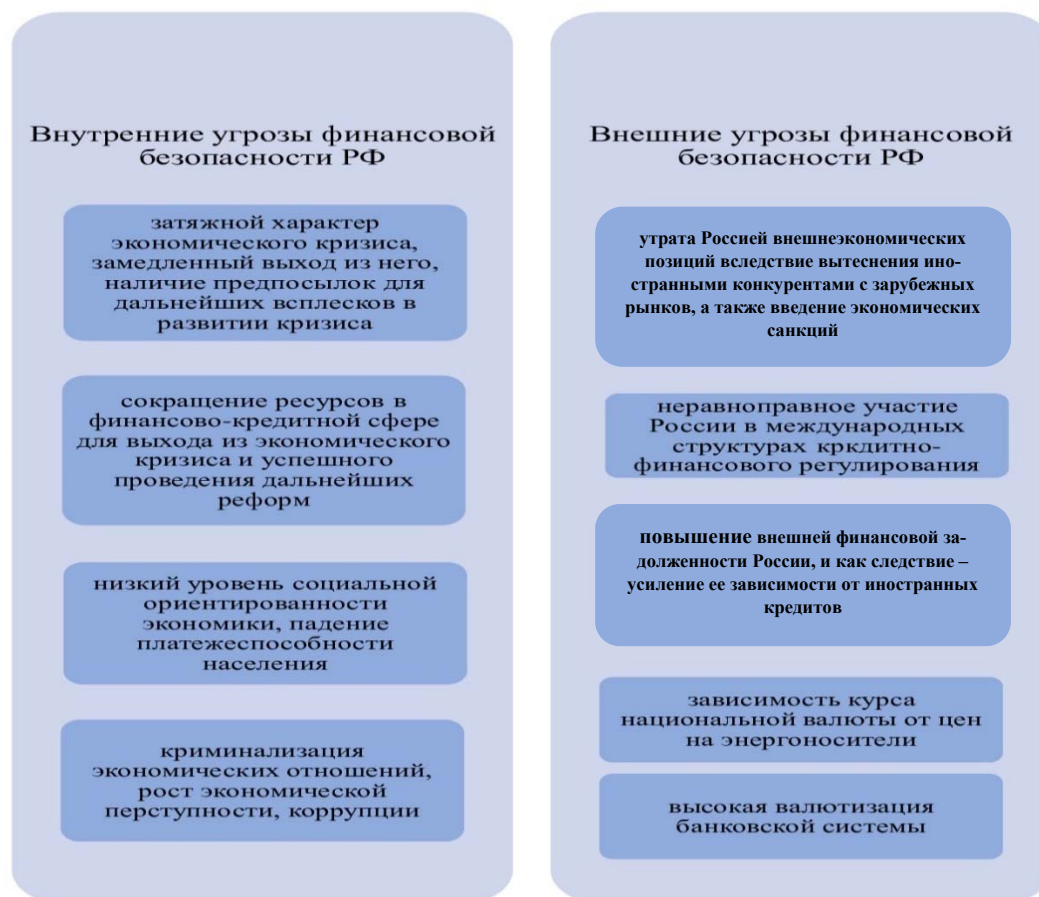 Внутренние угрозы финансовой
безопасности РФ
затяжной характер
экономического кризиса,
замедленный выход из него,
наличие предпосылок для
дальнейших всплесков в
развитии кризиса
сокращение ресурсов в
финансово-кредитной сфере
для выхода из экономического
кризиса и успешного
проведения дальнейших
реформ
низкий уровень социальной
ориентированности
экономики, падение
платежеспособности
населения
криминализация
экономических отношений,
рост экономической
перступности, коррупции
Внешние угрозы финансовой
безопасности РФ
утрата Россией внешнеэкономических
позиций вследствие вытеснения ино-
странными конкурентами с зарубежных
рынков, а также введение экономических
санкций
неравноправное участие
России в международных
структурах кркдитно-
финансового регулирования
повышение внешней финансовой за-
долженности России, и как следствие –
усиление ее зависимости от иностранных
кредитов
зависимость курса
национальной валюты от цен
на энергоносители
высокая валютизация
банковской системы